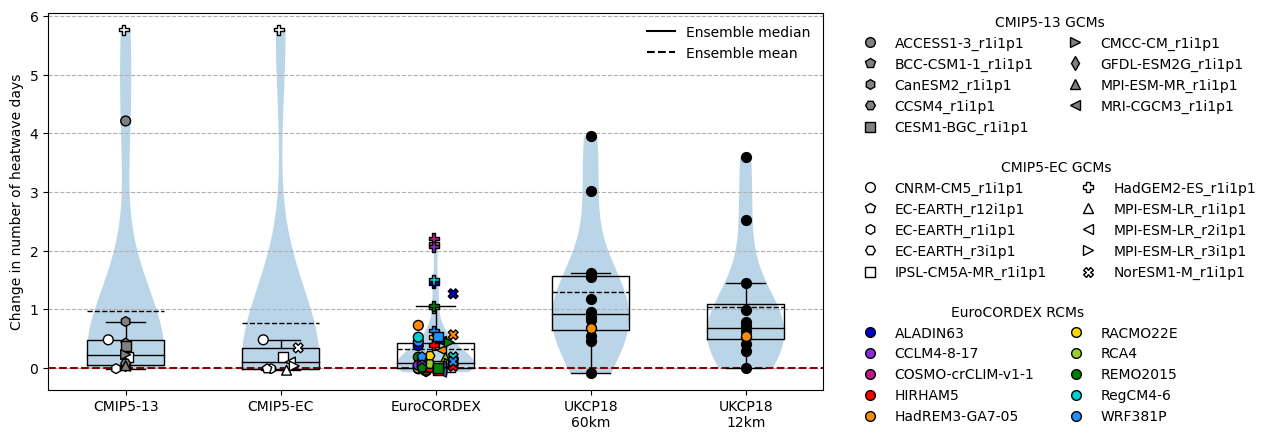 Change in number of heatwave days
6
5
4
3
2
1
0
Ensemble median
Ensemble mean
CMIP5-13
CMIP5-EC
EuroCORDEX
UKCP18
60km
UKCP18
12km
CMIP5-13 GCMs
ACCESS1-3_r1i1p1
BCC-CSM1-1_r1i1p1
CanESM2_r1i1p1
CCSM4_r1i1p1
CESM1-BGC_r1i1p1
CMCC-CM_r1i1p1
GFDL-ESM2G_r1i1p1
MPI-ESM-MR_r1i1p1
MRI-CGCM3_r1i1p1
CMIP5-EC GCMs
CNRM-CM5_r1i1p1
EC-EARTH_r12i1p1
EC-EARTH_r1i1p1
EC-EARTH_r3i1p1
IPSL-CM5A-MR_r1i1p1
HadGEM2-ES_r1i1p1
MPI-ESM-LR_r1i1p1
MPI-ESM-LR_r2i1p1
MPI-ESM-LR_r3i1p1
NorESM1-M_r1i1p1
EuroCORDEX RCMs
ALADIN63
CCLM4-8-17
COSMO-crCLIM-v1-1
HIRHAM5
HadREM3-GA7-05
RACMO22E
RCA4
REMO2015
RegCM4-6
WRF381P